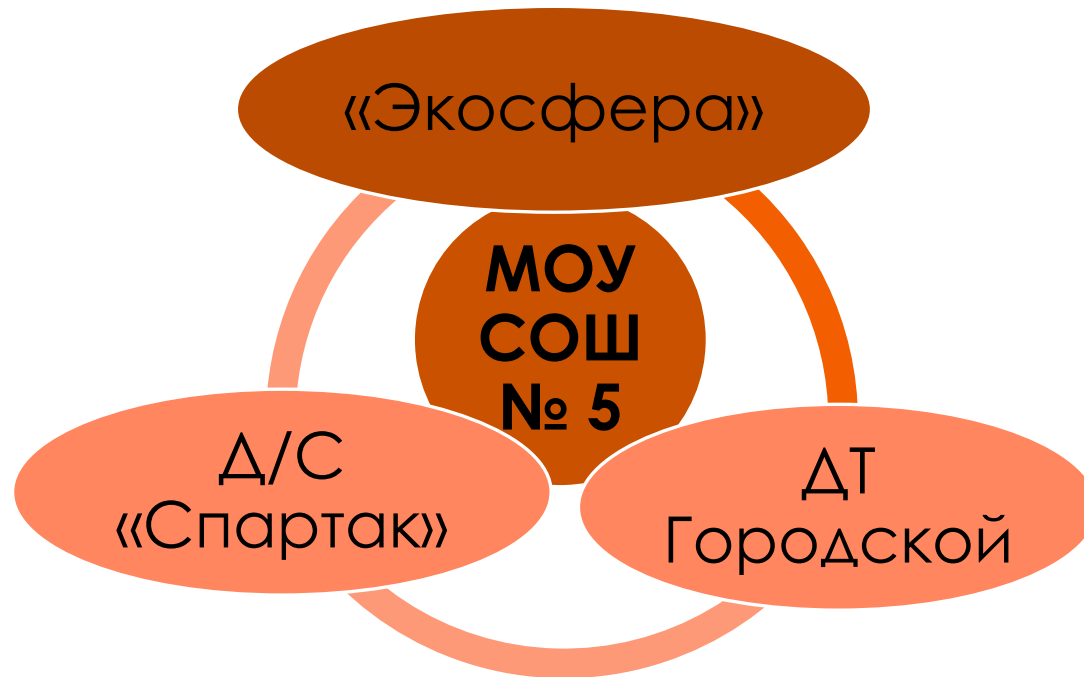 «Экосфера»
МОУ
СОШ
№ 5
Д/С
«Спартак»
ДТ
Городской